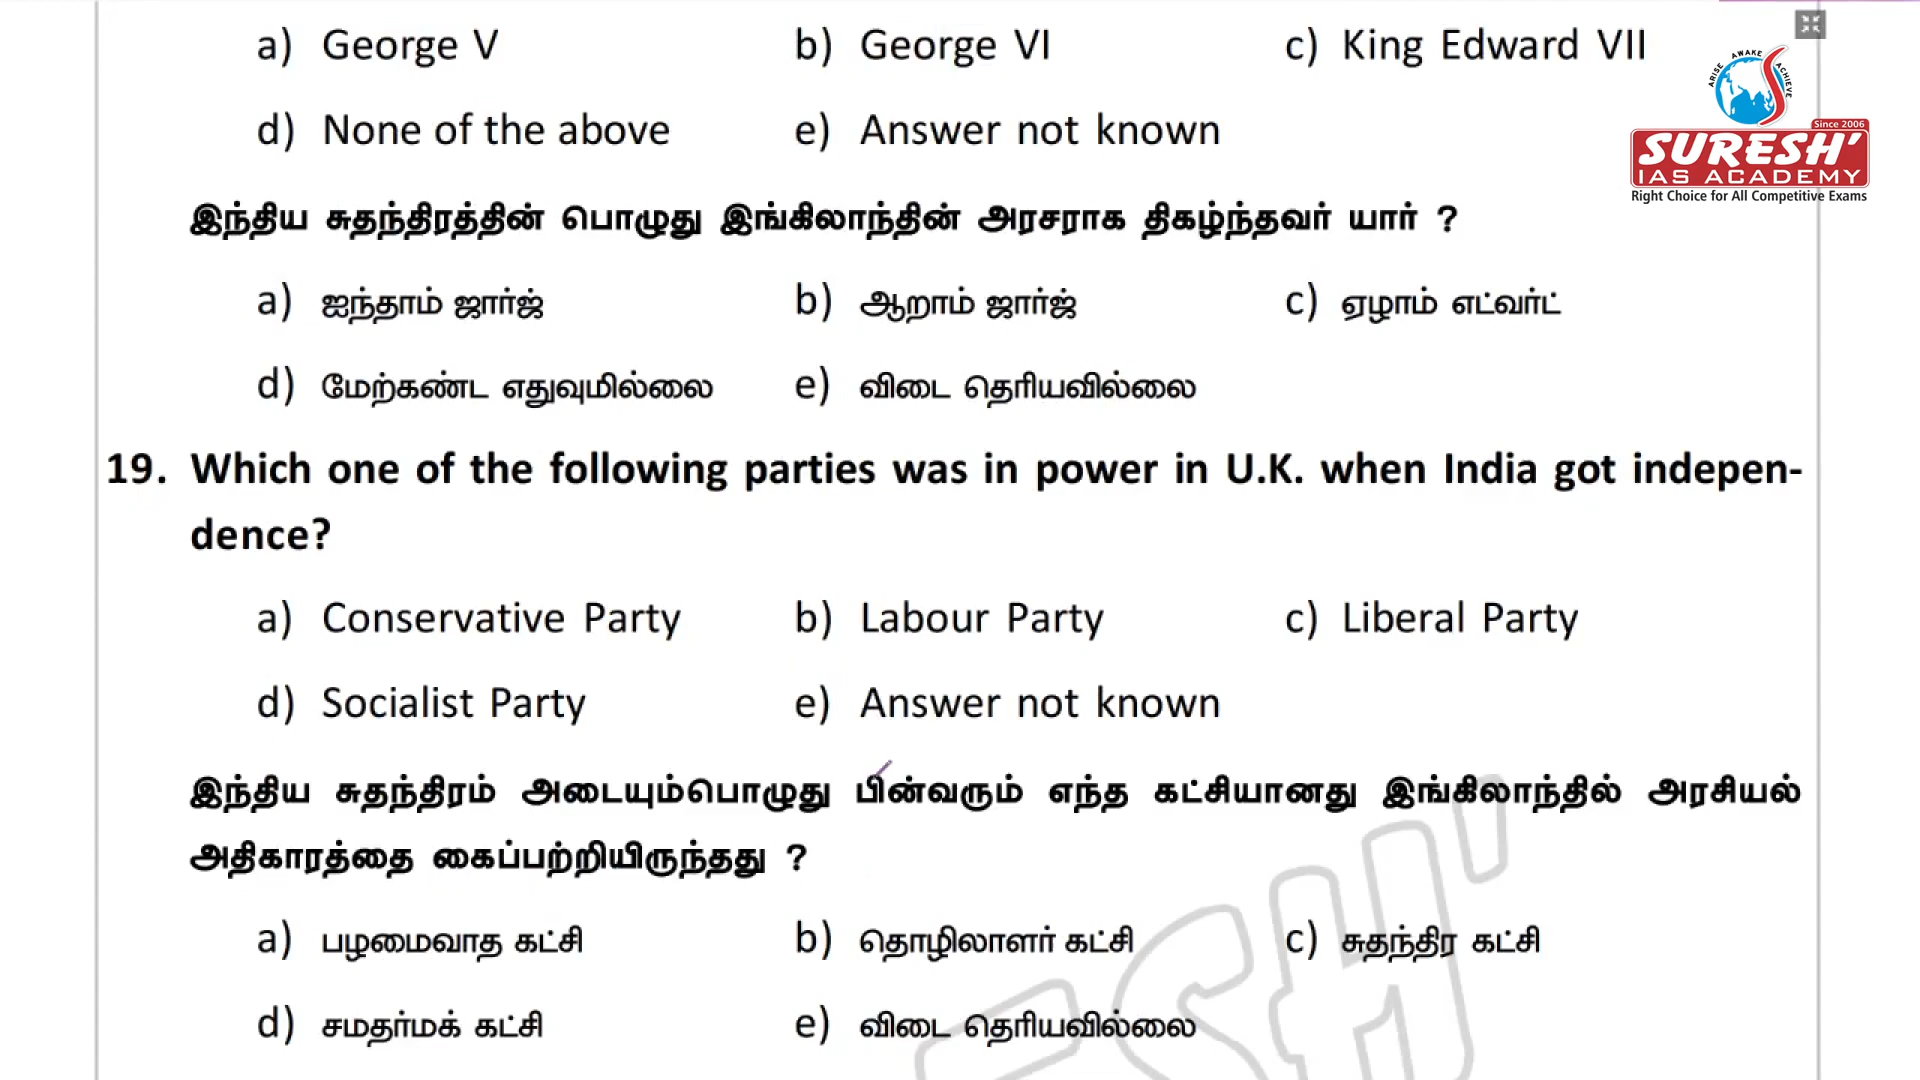 a) George V b) George VI c) King Edward VII
d) None of the above e) Answer not known
ARISE AWAKE ACHIEVE
Since 2006
SURESH'
IAS ACADEMY
Right Choice for All Competitive Exams
இந்திய சுதந்திரத்தின் பொழுது இங்கிலாந்தின் அரசராக திகழ்ந்தவர் யார் ?
a) ஐந்தாம் ஜார்ஜ் b) ஆறாம் ஜார்ஜ் c) ஏழாம் எட்வர்ட்
d) மேற்கண்ட எதுவுமில்லை e) விடை தெரியவில்லை
19. Which one of the following parties was in power in U.K. when India got indepen-
dence?
a) Conservative Party b) Labour Party c) Liberal Party
d) Socialist Party e) Answer not known
இந்திய சுதந்திரம் அடையும்பொழுது பின்வரும் எந்த கட்சியானது இங்கிலாந்தில் அரசியல்
அதிகாரத்தை கைப்பற்றியிருந்தது ?
a) பழமைவாத கட்சி b) தொழிலாளர் கட்சி c) சுதந்திர கட்சி
d) சமதர்மக் கட்சி e) விடை தெரியவில்லை
ESH'